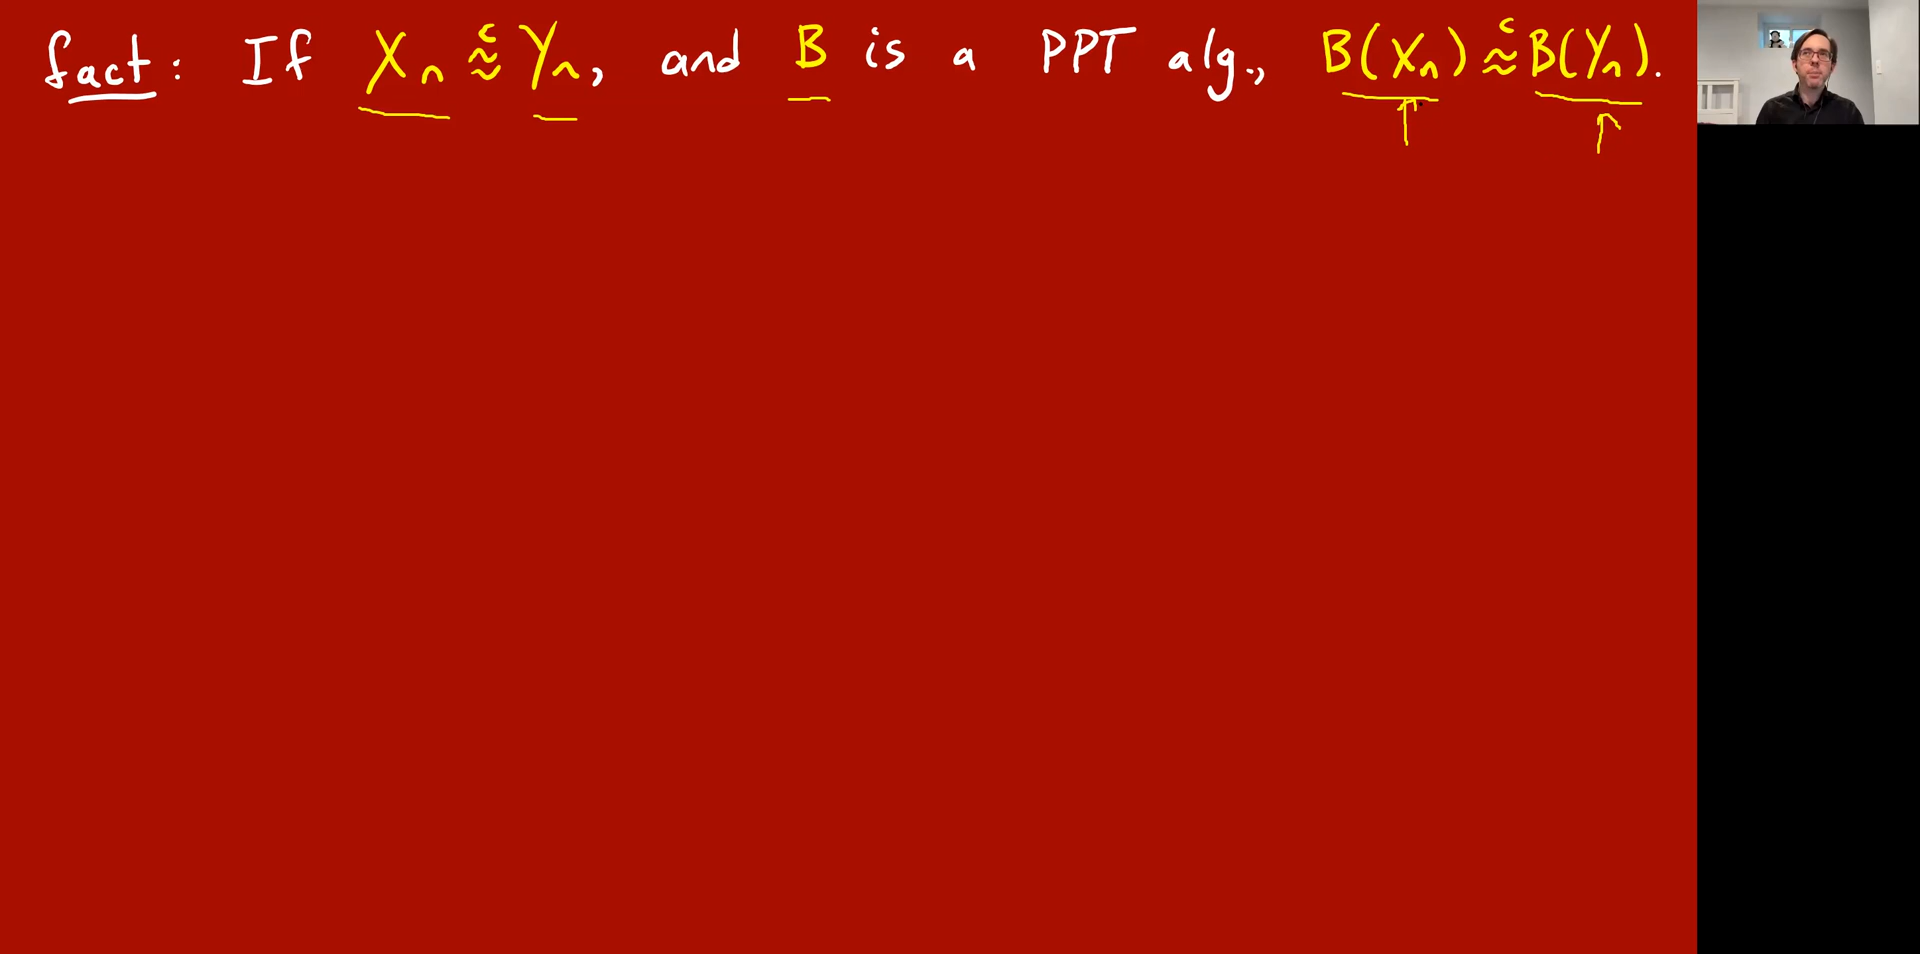 fact: If Xₙ ≈ᶜ Yₙ, and B is a PPT alg., B(Xₙ) ≈ᶜ B(Yₙ).